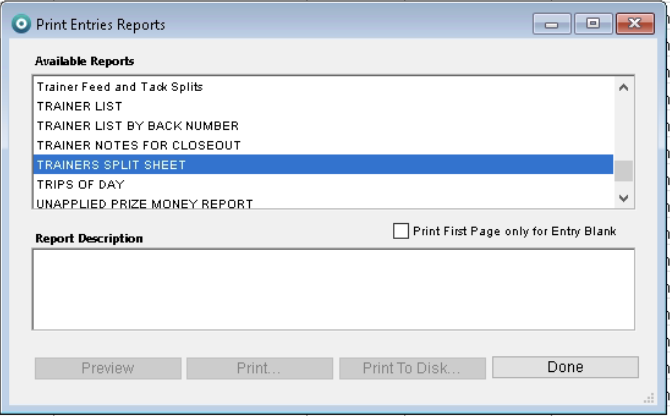 Print Entries Reports
Available Reports
Trainer Feed and Tack Splits
TRAINER LIST
TRAINER LIST BY BACK NUMBER
TRAINER NOTES FOR CLOSEOUT
TRAINERS SPLIT SHEET
TRIPS OF DAY
UNAPPLIED PRIZE MONEY REPORT
Print First Page only for Entry Blank
Report Description
Preview
Print...
Print To Disk...
Done